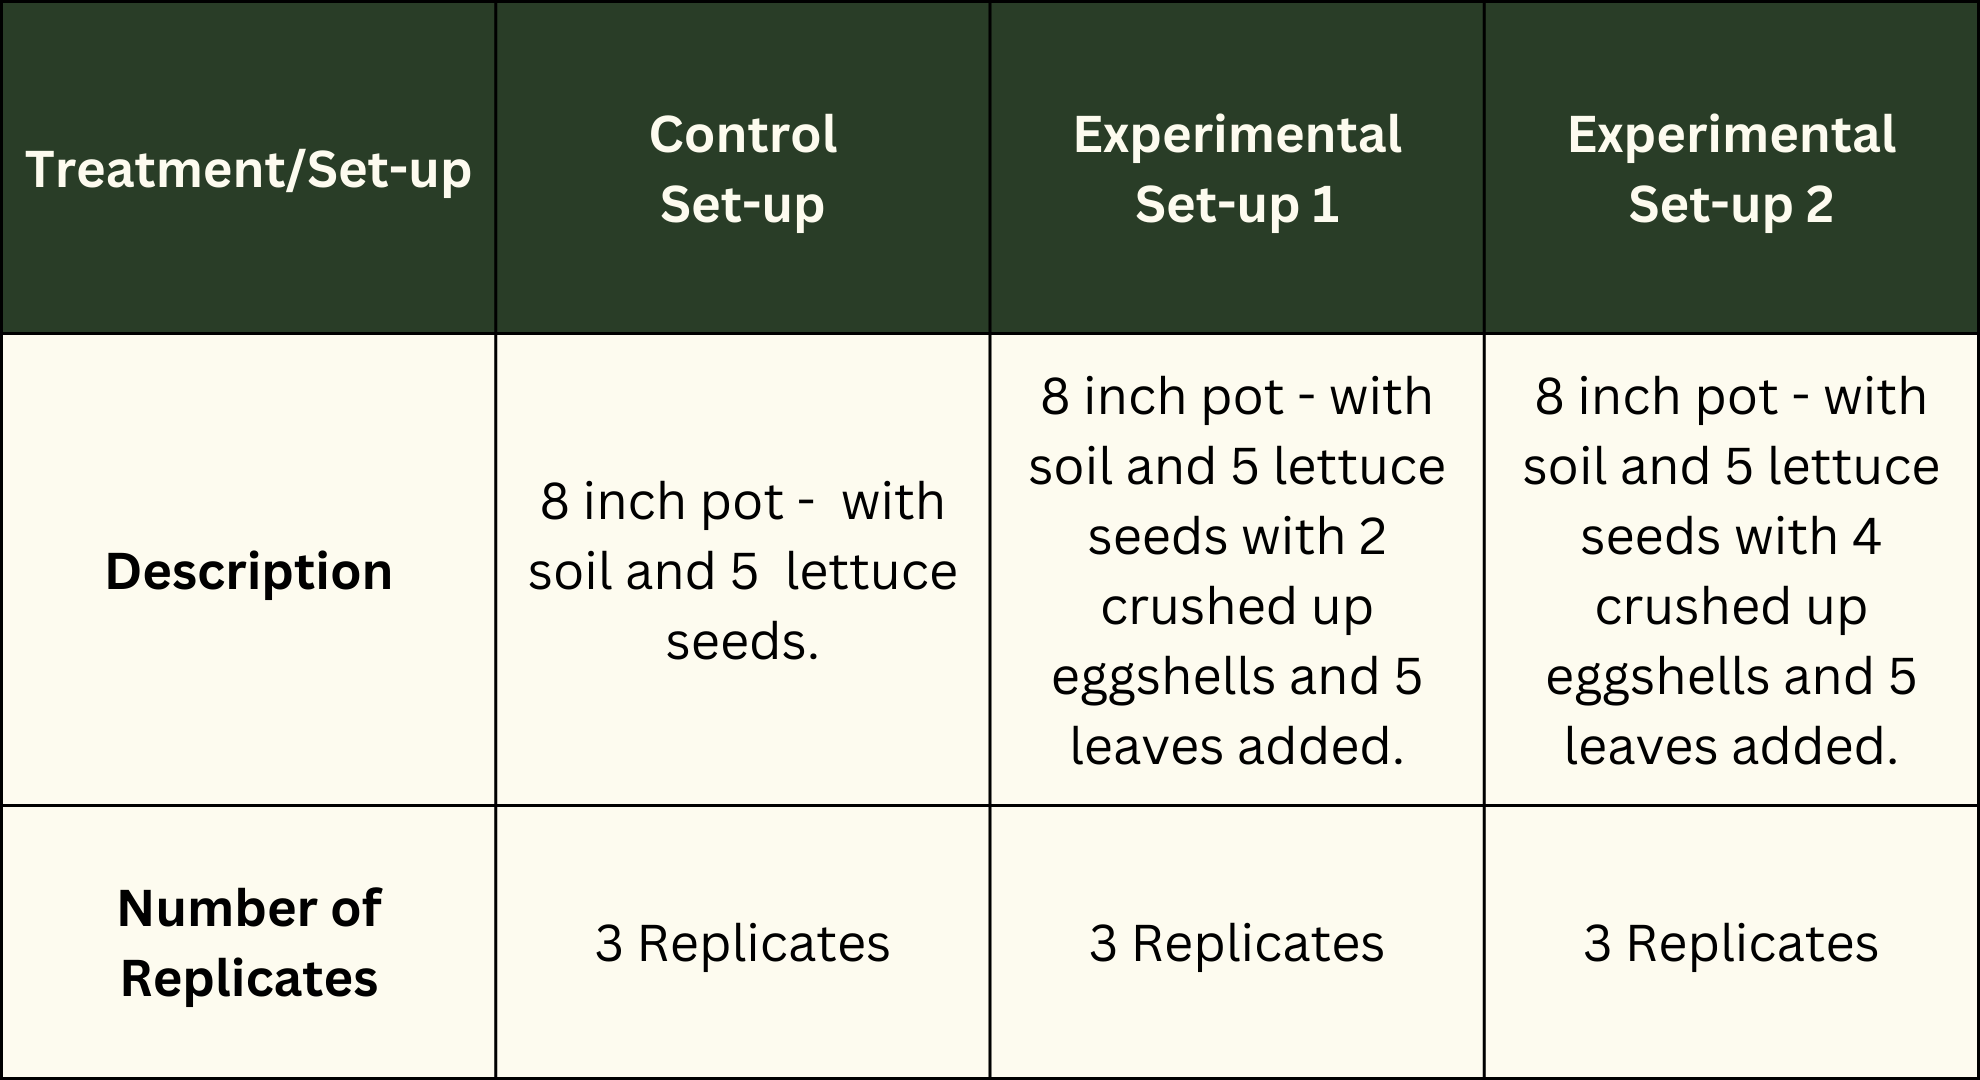 Treatment/Set-up
Control
Set-up
Experimental
Set-up 1
Experimental
Set-up 2
Description
8 inch pot -  with
soil and 5  lettuce
seeds.
8 inch pot - with
soil and 5 lettuce
seeds with 2
crushed up
eggshells and 5
leaves added.
8 inch pot - with
soil and 5 lettuce
seeds with 4
crushed up
eggshells and 5
leaves added.
Number of
Replicates
3 Replicates
3 Replicates
3 Replicates